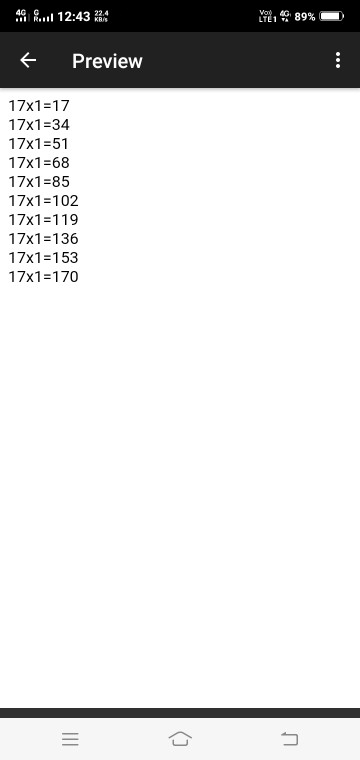 4G G R 12:43 22.4 KB/s Vo)) LTE1 4G 89%
Preview
17x1=17
17x1=34
17x1=51
17x1=68
17x1=85
17x1=102
17x1=119
17x1=136
17x1=153
17x1=170